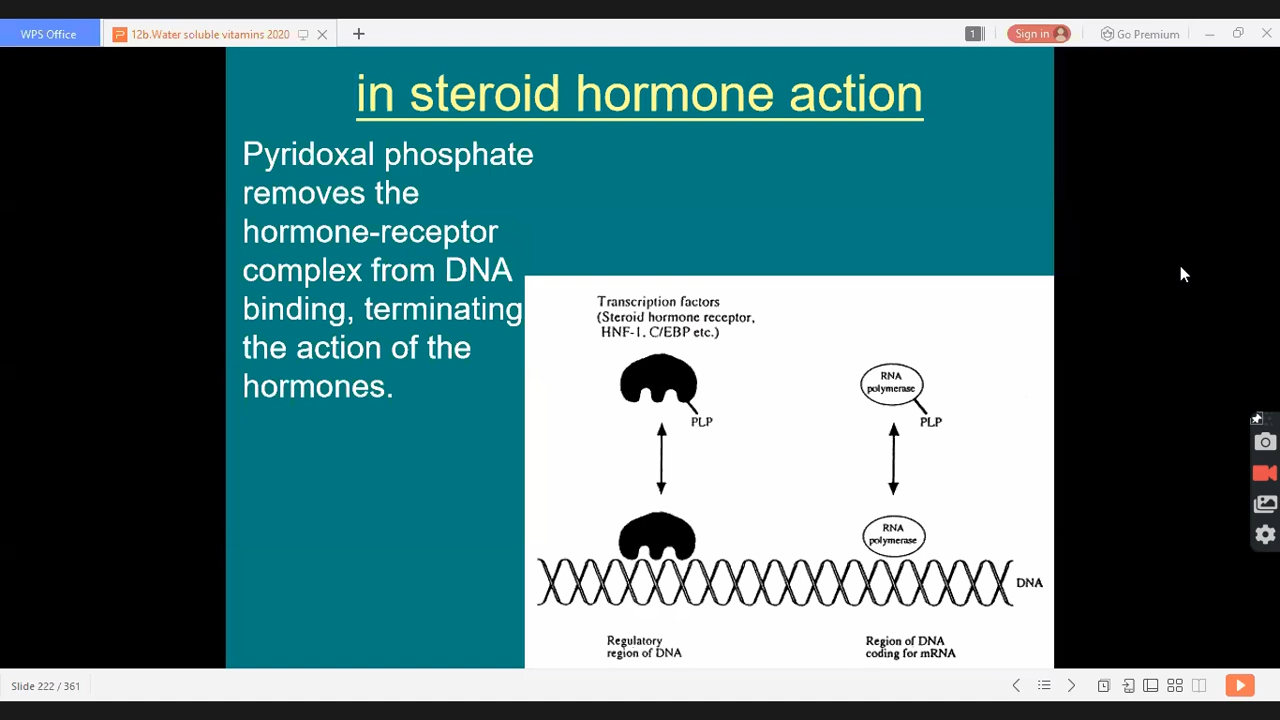 WPS Office
12b.Water soluble vitamins 2020
1
Sign in
Go Premium
in steroid hormone action
Pyridoxal phosphate
removes the
hormone-receptor
complex from DNA
binding, terminating
the action of the
hormones.
Transcription factors
(Steroid hormone receptor,
HNF-1, C/EBP etc.)
RNA
polymerase
PLP
PLP
RNA
polymerase
DNA
Regulatory
region of DNA
Region of DNA
coding for mRNA
Slide 222 / 361